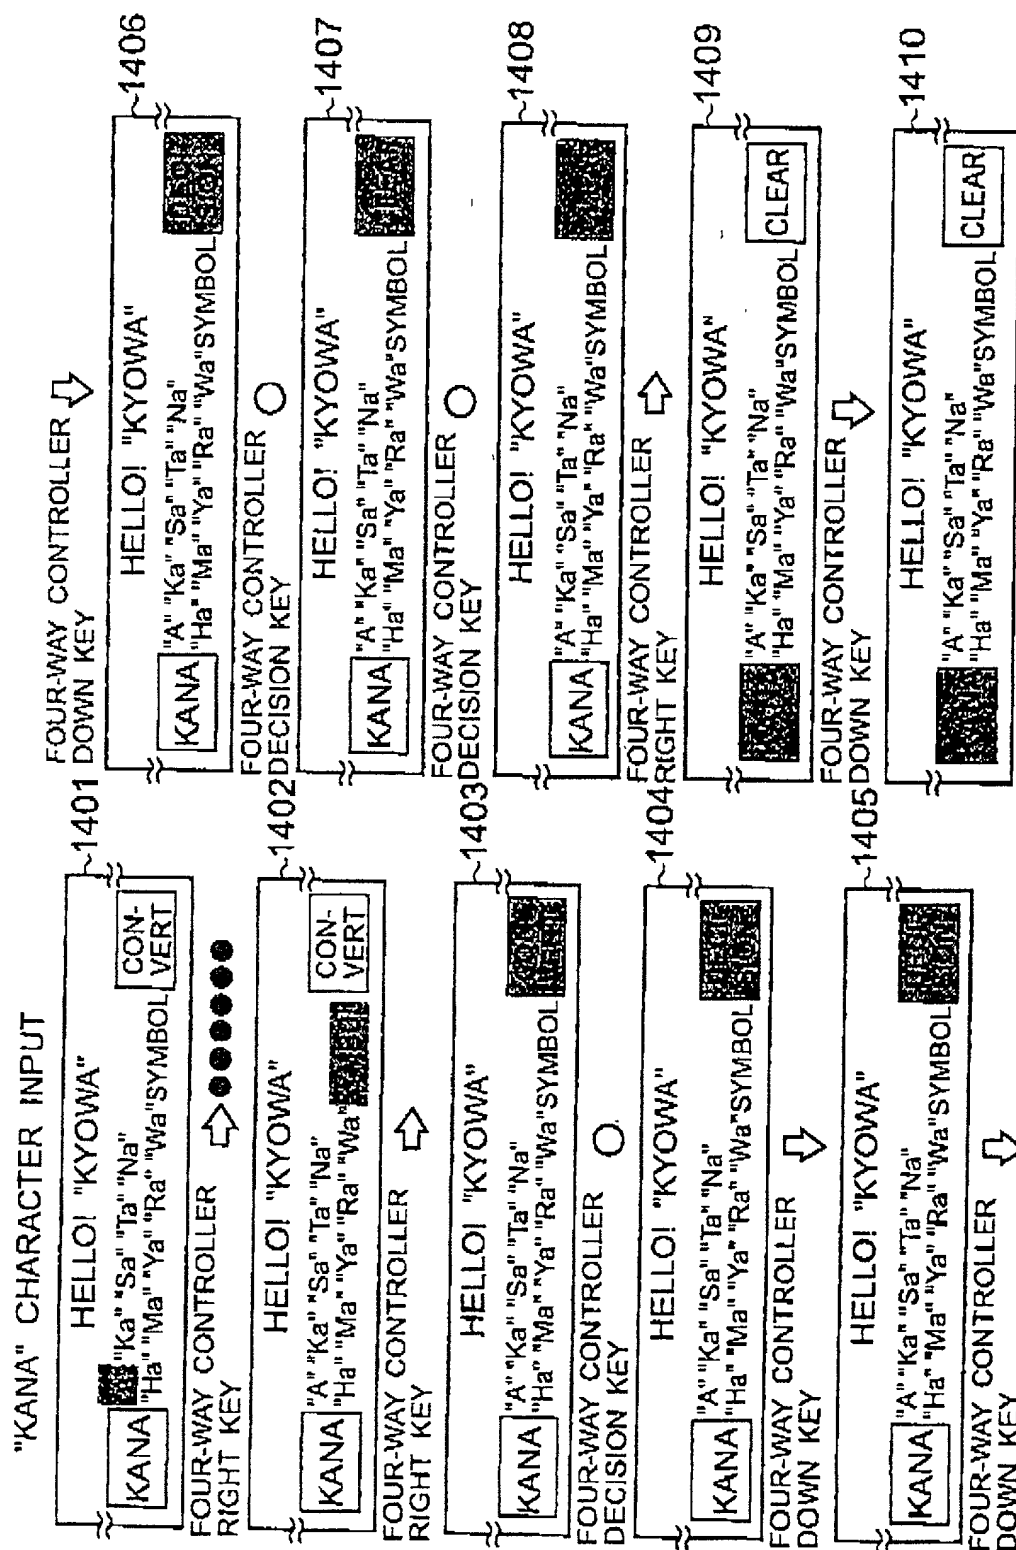 "KANA" CHARACTER INPUT
1401
HELLO! "KYOWA"
KANA
"Ka" "Sa" "Ta" "Na"
"Ha" "Ma" "Ya" "Ra" "Wa"SYMBOL
CON-
VERT
FOUR-WAY CONTROLLER
RIGHT KEY
1402
HELLO! "KYOWA"
KANA
"A" "Ka" "Sa" "Ta" "Na"
"Ha" "Ma" "Ya" "Ra" "Wa"
CON-
VERT
FOUR-WAY CONTROLLER
RIGHT KEY
1403
HELLO! "KYOWA"
KANA
"A" "Ka" "Sa" "Ta" "Na"
"Ha" "Ma" "Ya" "Ra" "Wa"SYMBOL
FOUR-WAY CONTROLLER
DECISION KEY
1404
HELLO! "KYOWA"
KANA
"A" "Ka" "Sa" "Ta" "Na"
"Ha" "Ma" "Ya" "Ra" "Wa"SYMBOL
FOUR-WAY CONTROLLER
DOWN KEY
1405
HELLO! "KYOWA"
KANA
"A" "Ka" "Sa" "Ta" "Na"
"Ha" "Ma" "Ya" "Ra" "Wa"SYMBOL
FOUR-WAY CONTROLLER
DOWN KEY
FOUR-WAY CONTROLLER
DOWN KEY
1406
HELLO! "KYOWA"
KANA
"A" "Ka" "Sa" "Ta" "Na"
"Ha" "Ma" "Ya" "Ra" "Wa"SYMBOL
FOUR-WAY CONTROLLER
DECISION KEY
1407
HELLO! "KYOWA"
KANA
"A" "Ka" "Sa" "Ta" "Na"
"Ha" "Ma" "Ya" "Ra" "Wa"SYMBOL
CLEAR
FOUR-WAY CONTROLLER
DECISION KEY
1408
HELLO! "KYOWA"
KANA
"A" "Ka" "Sa" "Ta" "Na"
"Ha" "Ma" "Ya" "Ra" "Wa"SYMBOL
FOUR-WAY CONTROLLER
RIGHT KEY
1409
HELLO! "KYOWA"
"A" "Ka" "Sa" "Ta" "Na"
"Ha" "Ma" "Ya" "Ra" "Wa"SYMBOL
CLEAR
FOUR-WAY CONTROLLER
DOWN KEY
1410
HELLO! "KYOWA"
KANA
"A" "Ka" "Sa" "Ta" "Na"
"Ha" "Ma" "Ya" "Ra" "Wa"SYMBOL
CLEAR